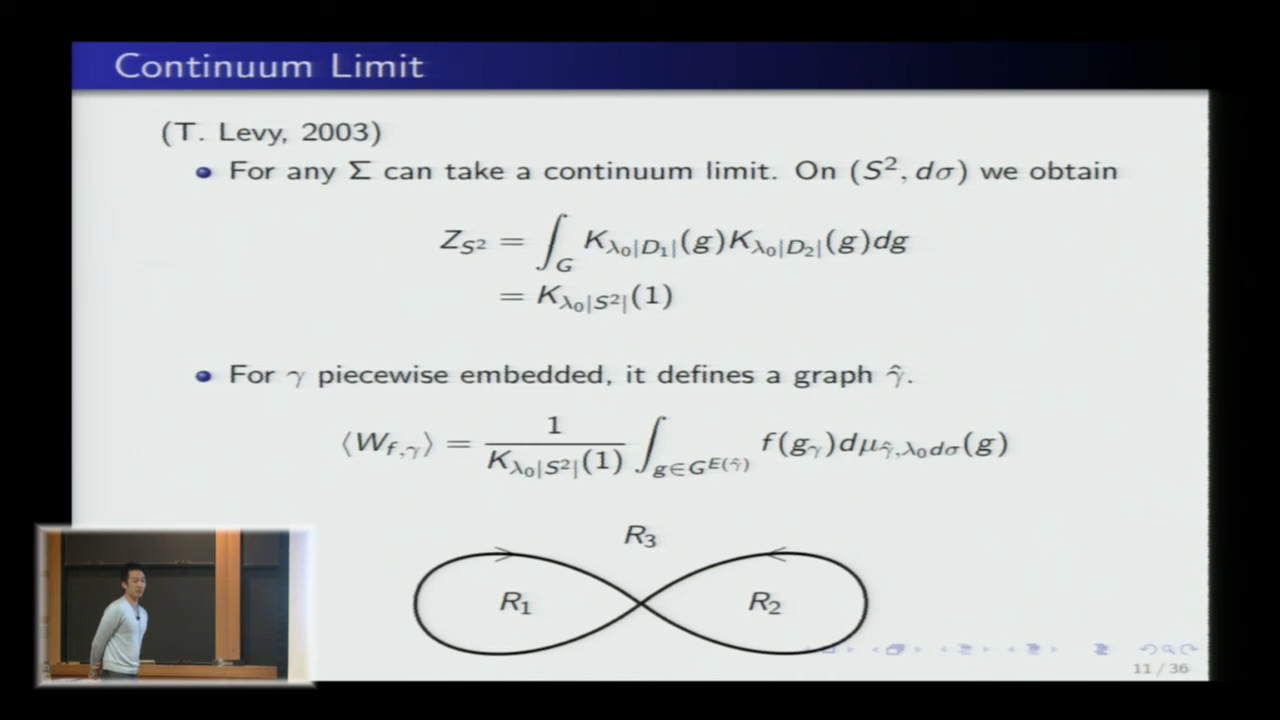 Continuum Limit
(T. Levy, 2003)
For any Σ can take a continuum limit. On (S², dσ) we obtain
Z_{S²} = ∫_G K_{λ₀|D₁|}(g)K_{λ₀|D₂|}(g)dg
= K_{λ₀|S²|}(1)
For γ piecewise embedded, it defines a graph γ̂.
⟨W_{f,γ}⟩ = \frac{1}{K_{λ₀|S²|}(1)} ∫_{g∈G^{E(γ̂)}} f(g_γ)dμ_{γ̂,λ₀dσ}(g)
R₃
R₁ R₂
11 / 36